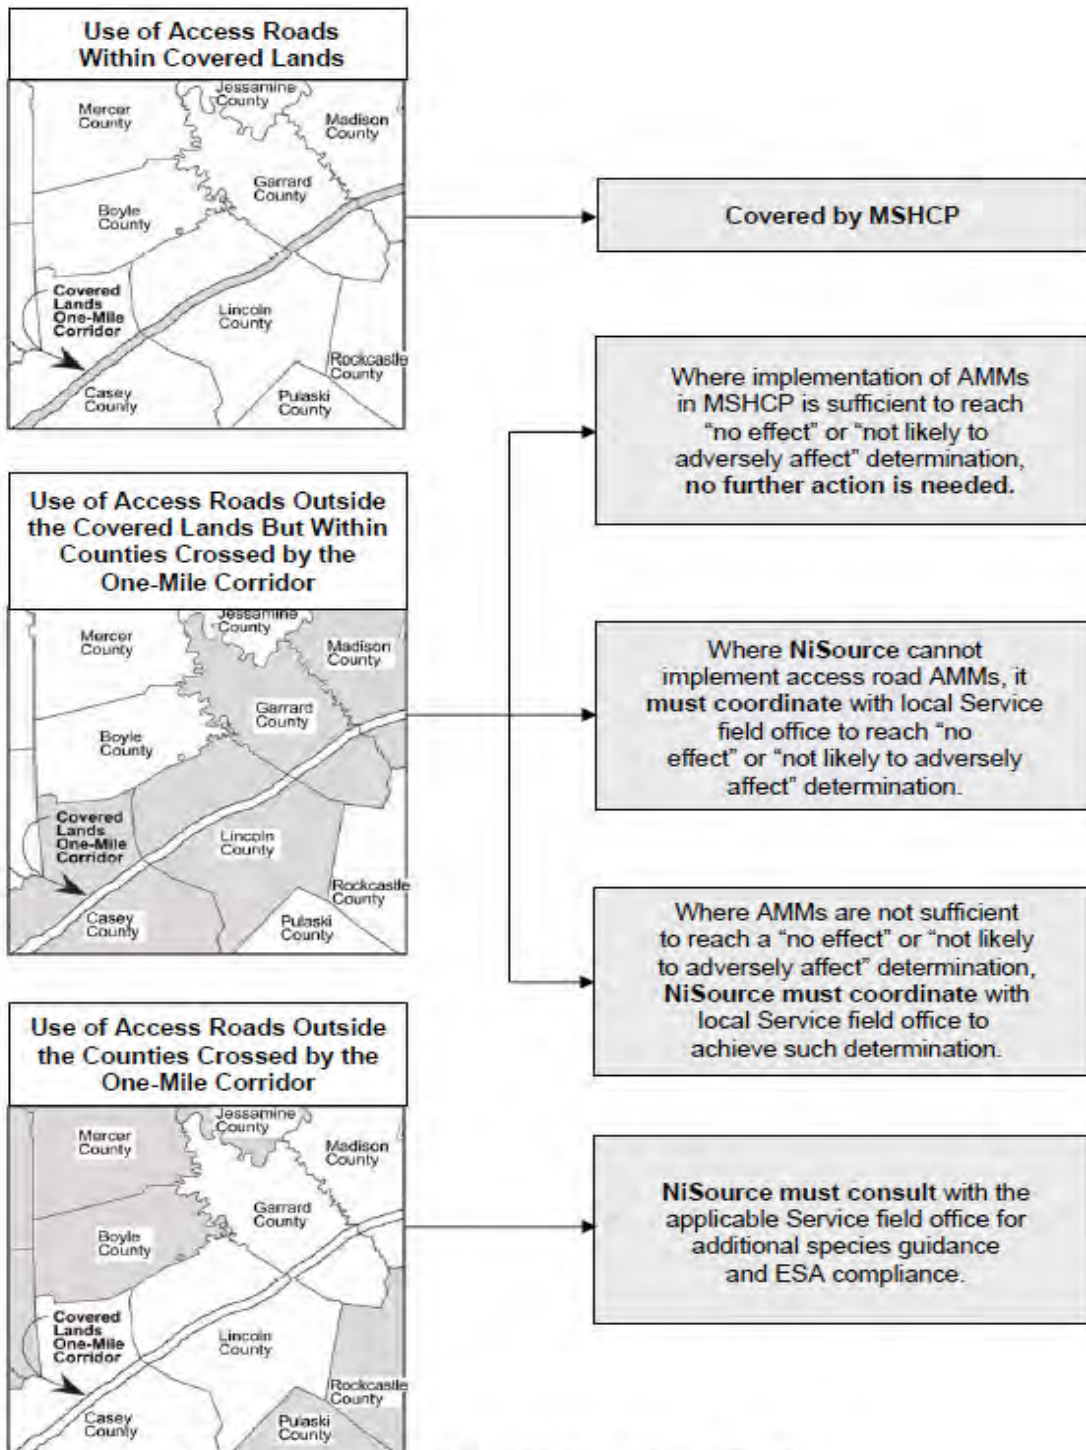 Use of Access Roads
Within Covered Lands
Jessamine
County
Mercer
County
Madison
County
Garrard
County
Boyle
County
Covered
Lands
One-Mile
Corridor
Lincoln
County
Rockcastle
County
Casey
County
Pulaski
County
Covered by MSHCP
Where implementation of AMMs
in MSHCP is sufficient to reach
“no effect” or “not likely to
adversely affect” determination,
no further action is needed.
Use of Access Roads Outside
the Covered Lands But Within
Counties Crossed by the
One-Mile Corridor
Jessamine
County
Mercer
County
Madison
County
Garrard
County
Boyle
County
Covered
Lands
One-Mile
Corridor
Lincoln
County
Rockcastle
County
Casey
County
Pulaski
County
Where NiSource cannot
implement access road AMMs, it
must coordinate with local Service
field office to reach “no
effect” or “not likely to adversely
affect” determination.
Where AMMs are not sufficient
to reach a “no effect” or “not likely
to adversely affect” determination,
NiSource must coordinate with
local Service field office to
achieve such determination.
Use of Access Roads Outside
the Counties Crossed by the
One-Mile Corridor
Jessamine
County
Mercer
County
Madison
County
Garrard
County
Boyle
County
Covered
Lands
One-Mile
Corridor
Lincoln
County
Rockcastle
County
Casey
County
Pulaski
County
NiSource must consult with the
applicable Service field office for
additional species guidance
and ESA compliance.